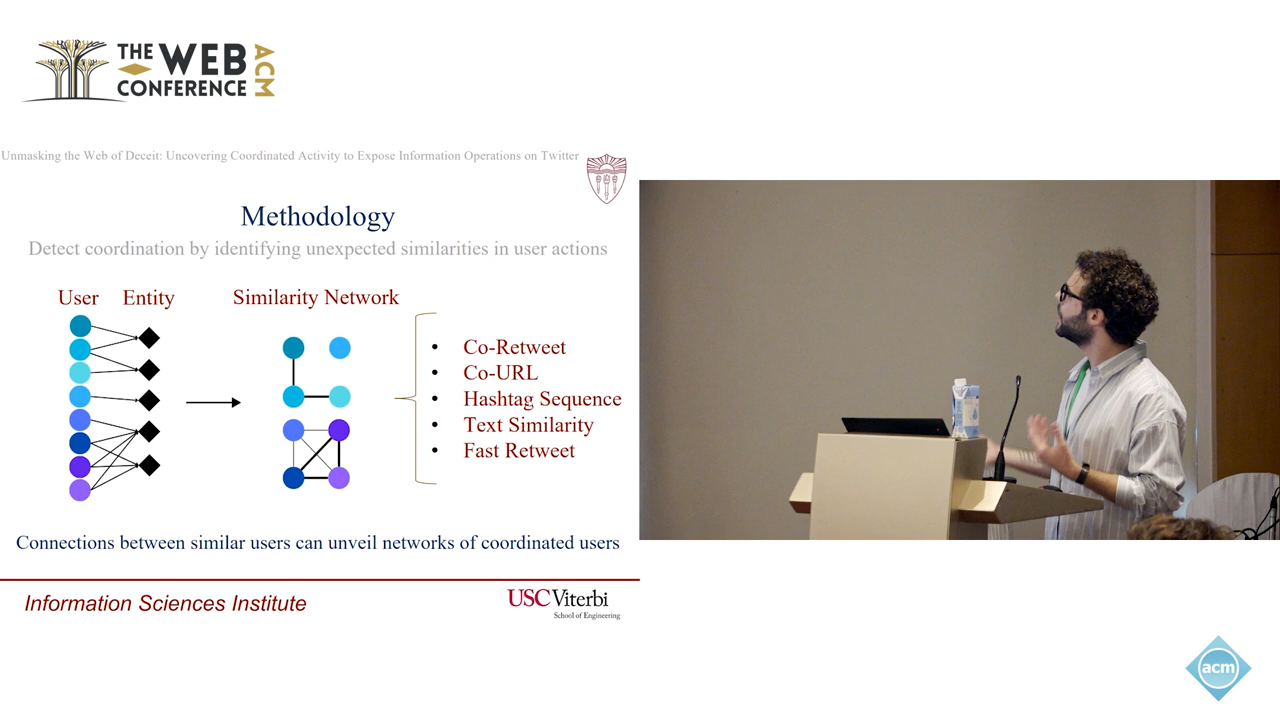 THE WEB CONFERENCE ACM
Unmasking the Web of Deceit: Uncovering Coordinated Activity to Expose Information Operations on Twitter
Methodology
Detect coordination by identifying unexpected similarities in user actions
User Entity Similarity Network
• Co-Retweet
• Co-URL
• Hashtag Sequence
• Text Similarity
• Fast Retweet
Connections between similar users can unveil networks of coordinated users
Information Sciences Institute
USC Viterbi
School of Engineering
acm